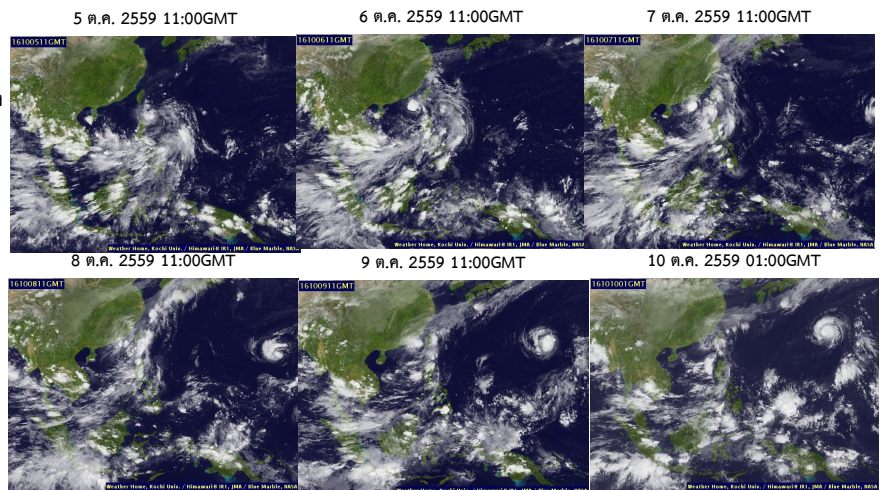 5 ต.ค. 2559 11:00GMT
6 ต.ค. 2559 11:00GMT
7 ต.ค. 2559 11:00GMT
16100511GMT
16100611GMT
16100711GMT
Weather Home, Kochi Univ. / Himawari8 IR1, JMA / Blue Marble, NASA
Weather Home, Kochi Univ. / Himawari8 IR1, JMA / Blue Marble, NASA
Weather Home, Kochi Univ. / Himawari8 IR1, JMA / Blue Marble, NASA
8 ต.ค. 2559 11:00GMT
9 ต.ค. 2559 11:00GMT
10 ต.ค. 2559 01:00GMT
16100811GMT
16100911GMT
16101001GMT
Weather Home, Kochi Univ. / Himawari8 IR1, JMA / Blue Marble, NASA
Weather Home, Kochi Univ. / Himawari8 IR1, JMA / Blue Marble, NASA
Weather Home, Kochi Univ. / Himawari8 IR1, JMA / Blue Marble, NASA